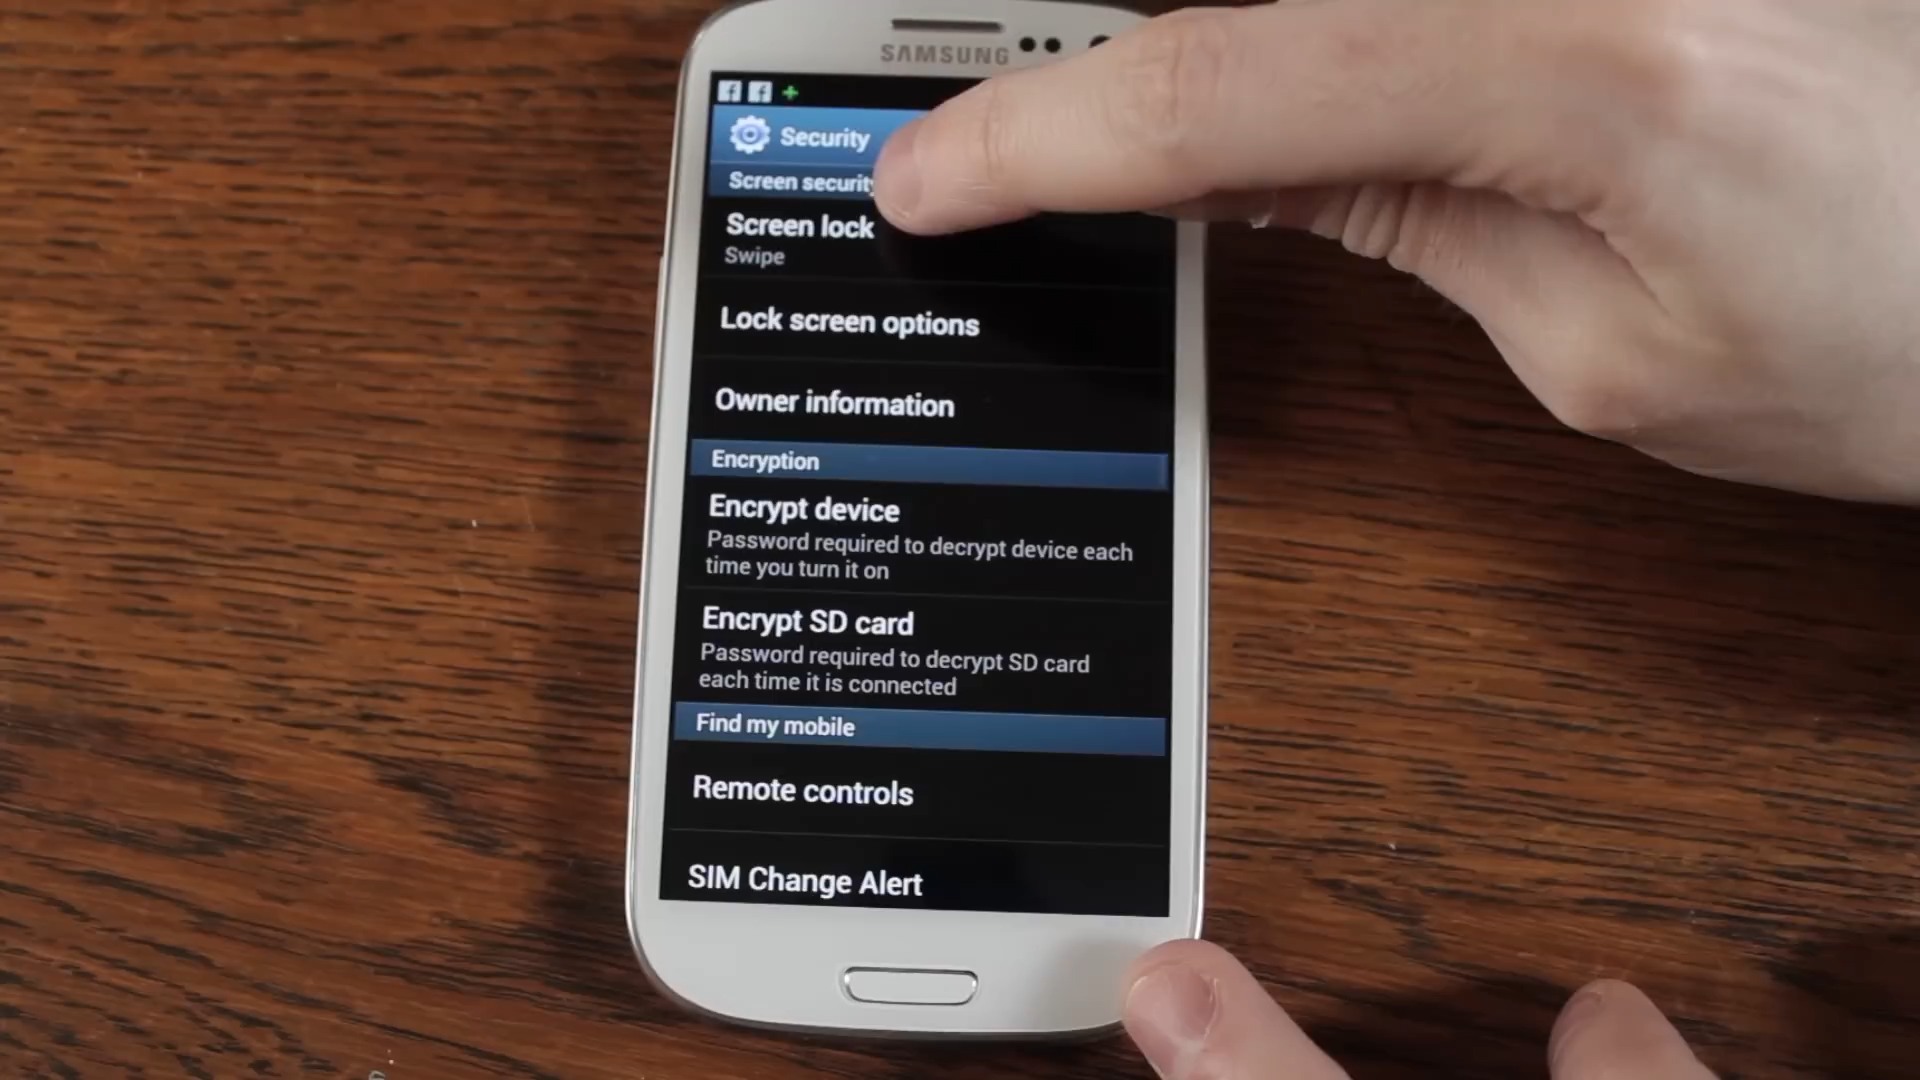 SAMSUNG
Security
Screen security
Screen lock
Swipe
Lock screen options
Owner information
Encryption
Encrypt device
Password required to decrypt device each
time you turn it on
Encrypt SD card
Password required to decrypt SD card
each time it is connected
Find my mobile
Remote controls
SIM Change Alert